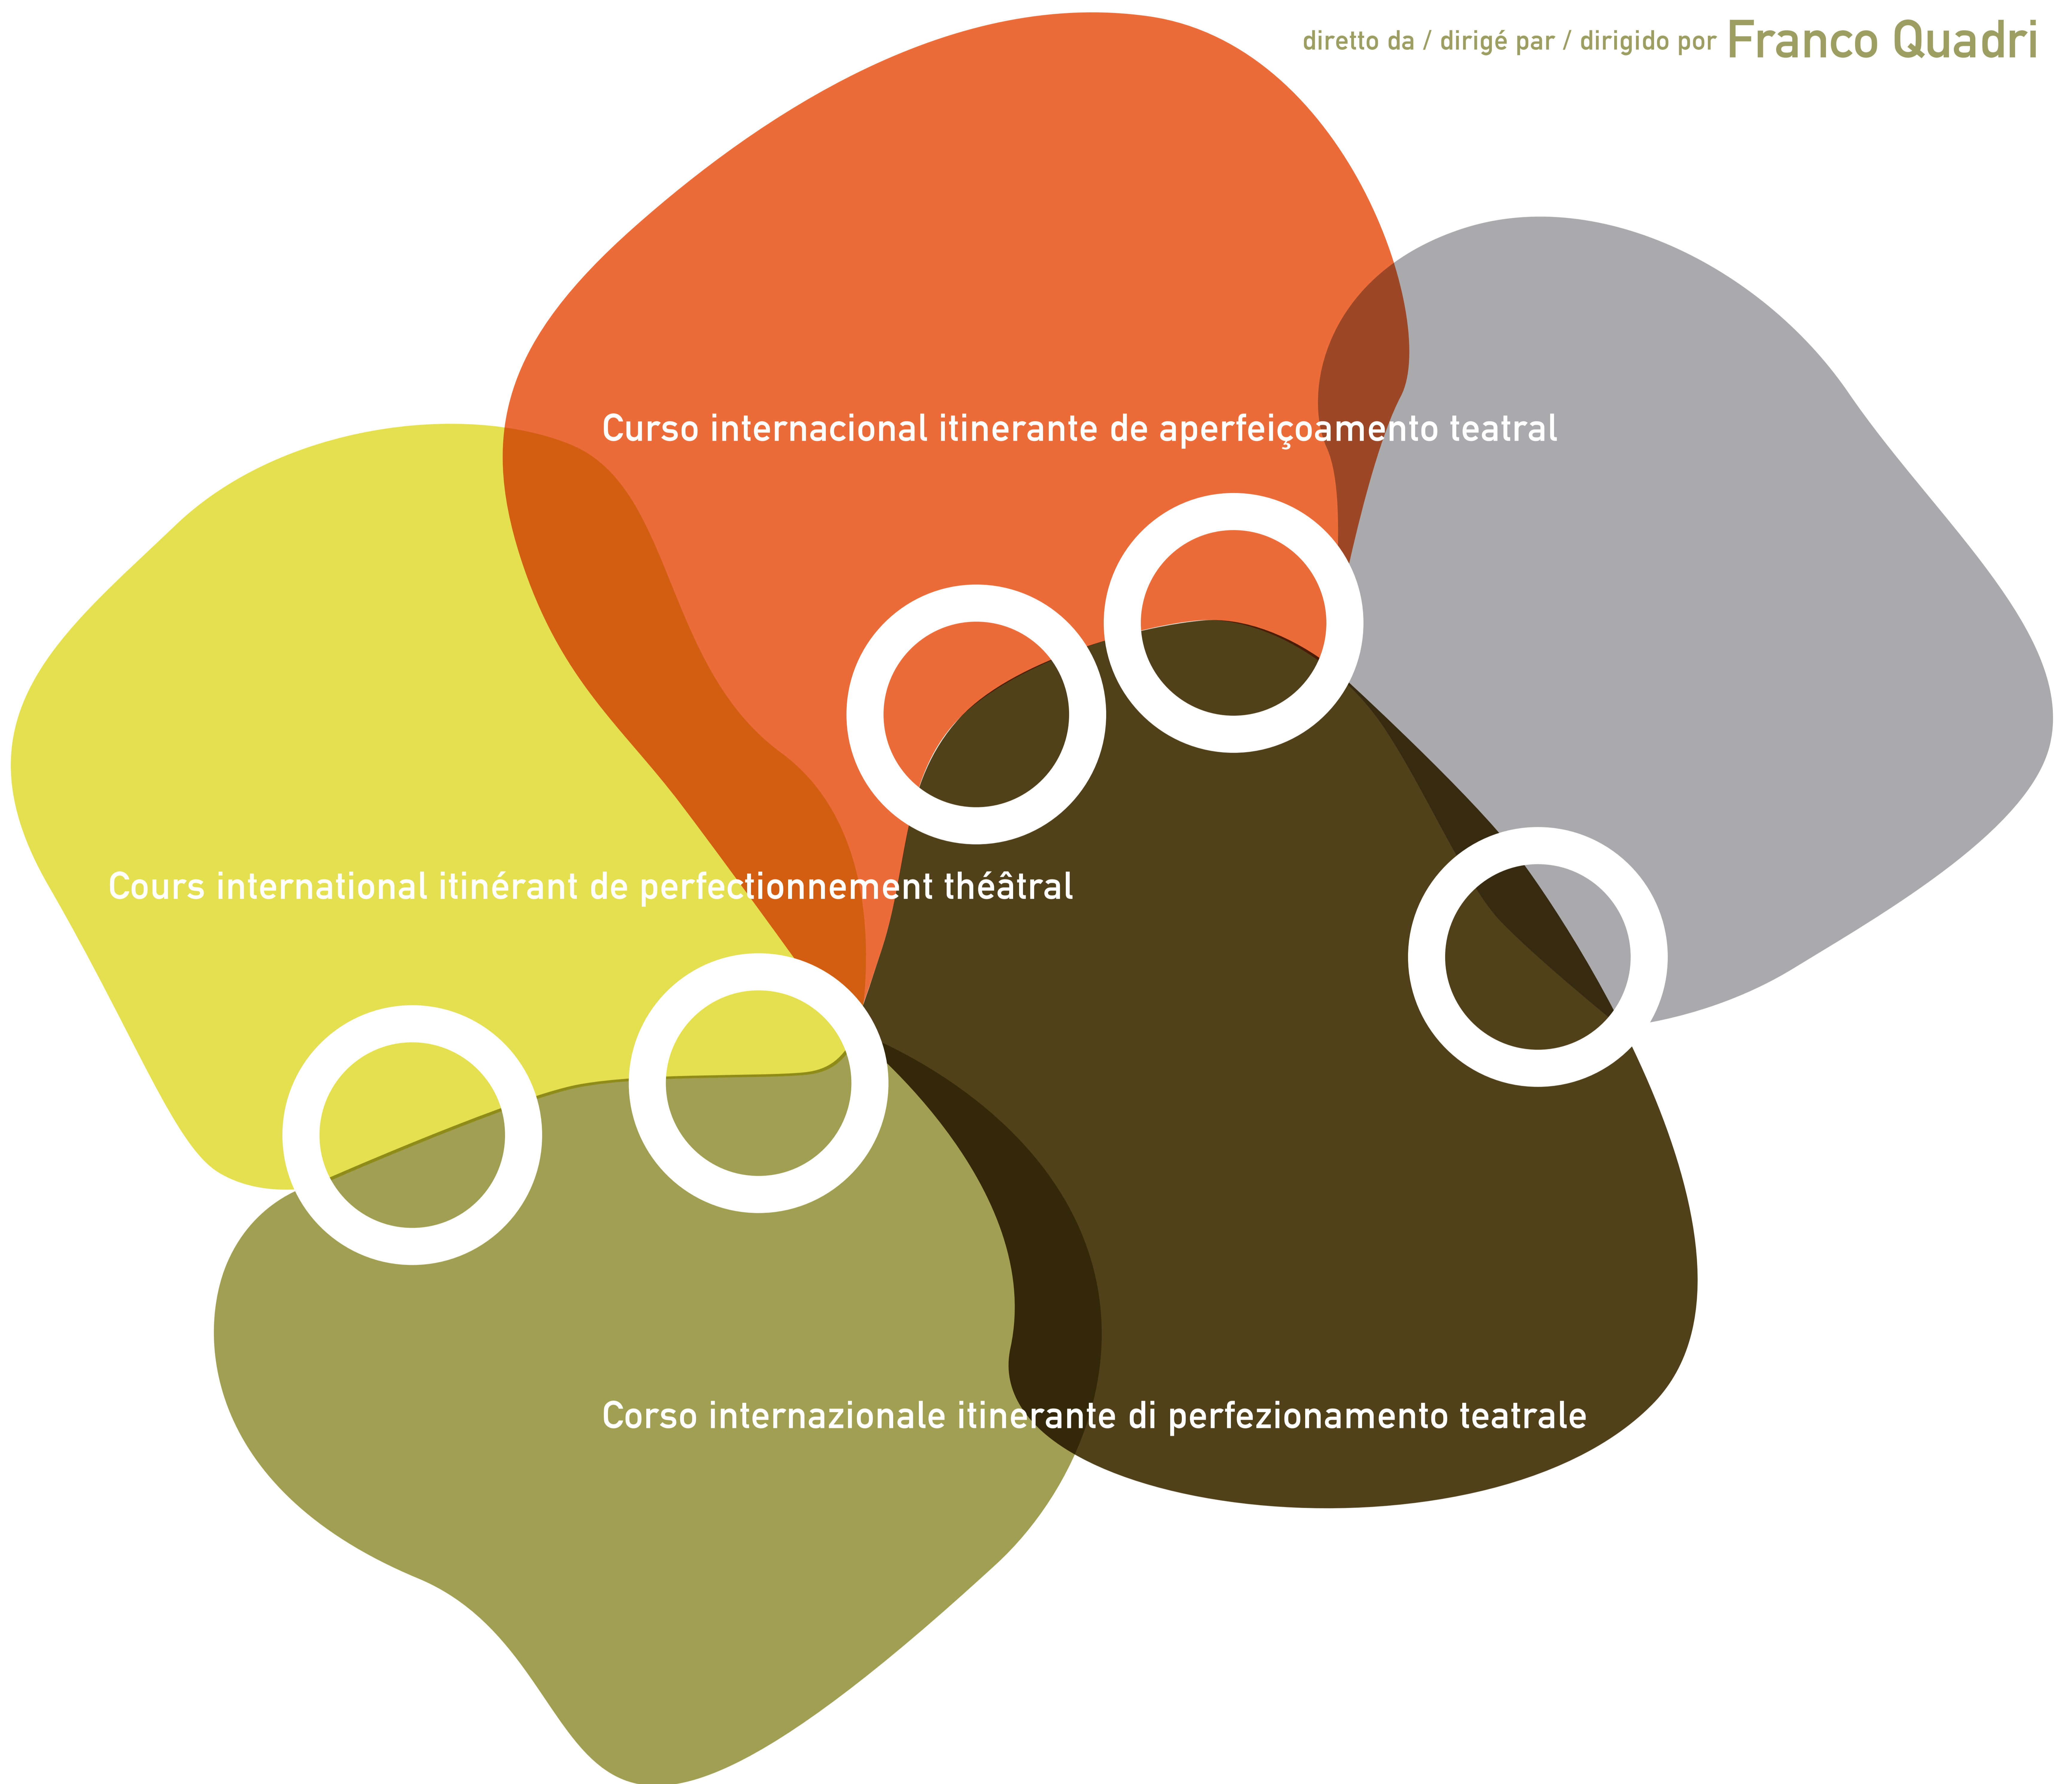 diretto da / dirigé par / dirigido por Franco Quadri
Curso internacional itinerante de aperfeiçoamento teatral
Cours international itinérant de perfectionnement théâtral
Corso internazionale itinerante di perfezionamento teatrale